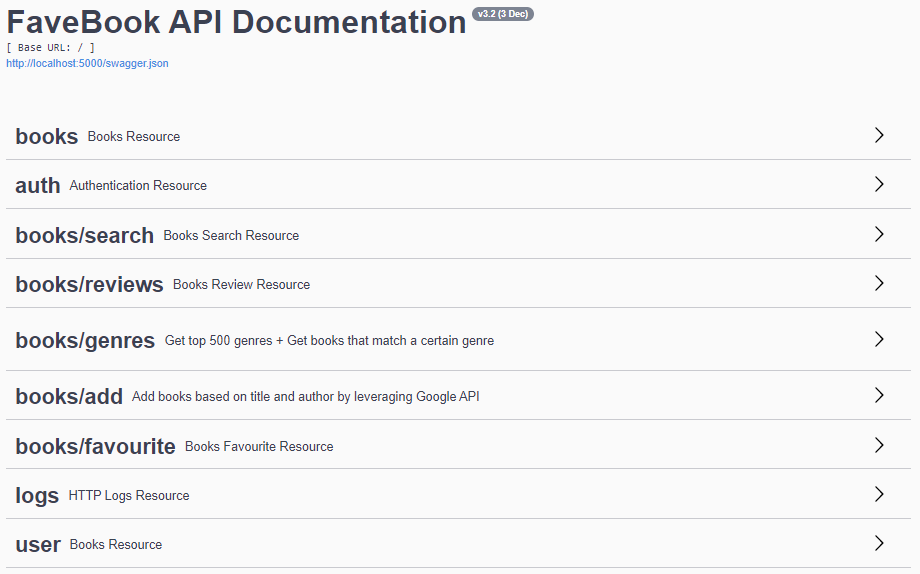 FaveBook API Documentation v3.2 (3 Dec)
[ Base URL: / ]
http://localhost:5000/swagger.json
books Books Resource
auth Authentication Resource
books/search Books Search Resource
books/reviews Books Review Resource
books/genres Get top 500 genres + Get books that match a certain genre
books/add Add books based on title and author by leveraging Google API
books/favourite Books Favourite Resource
logs HTTP Logs Resource
user Books Resource